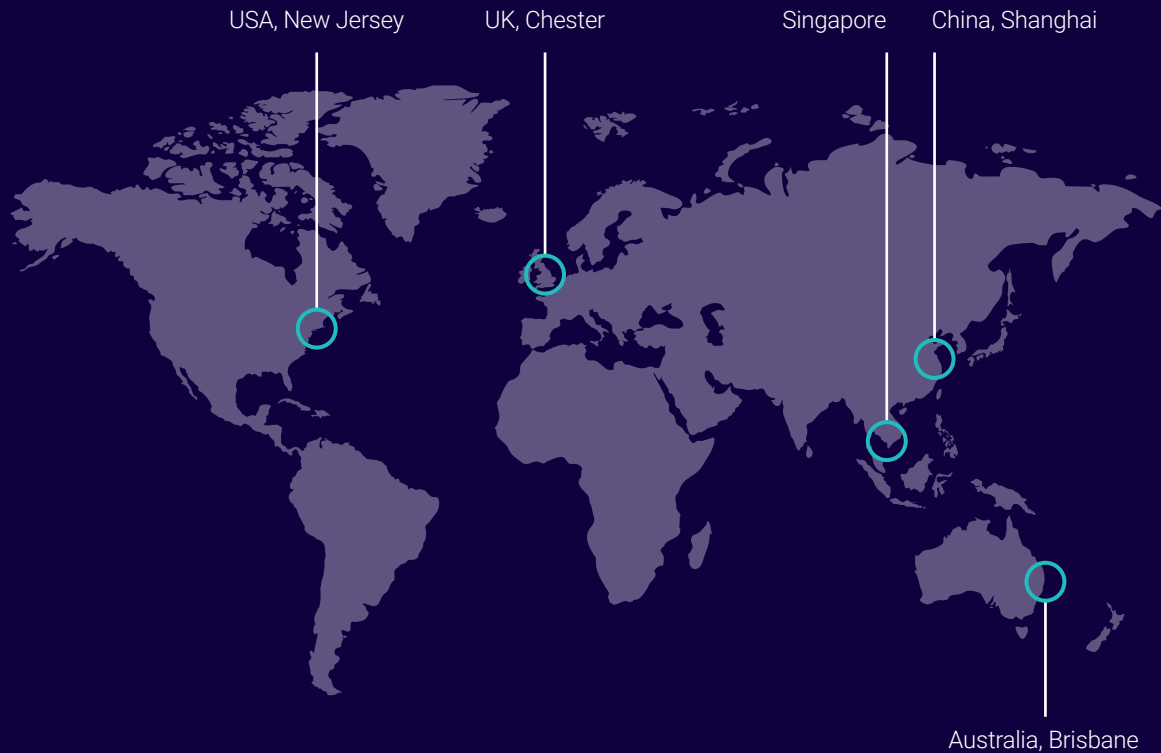 USA, New Jersey
UK, Chester
Singapore
China, Shanghai
Australia, Brisbane